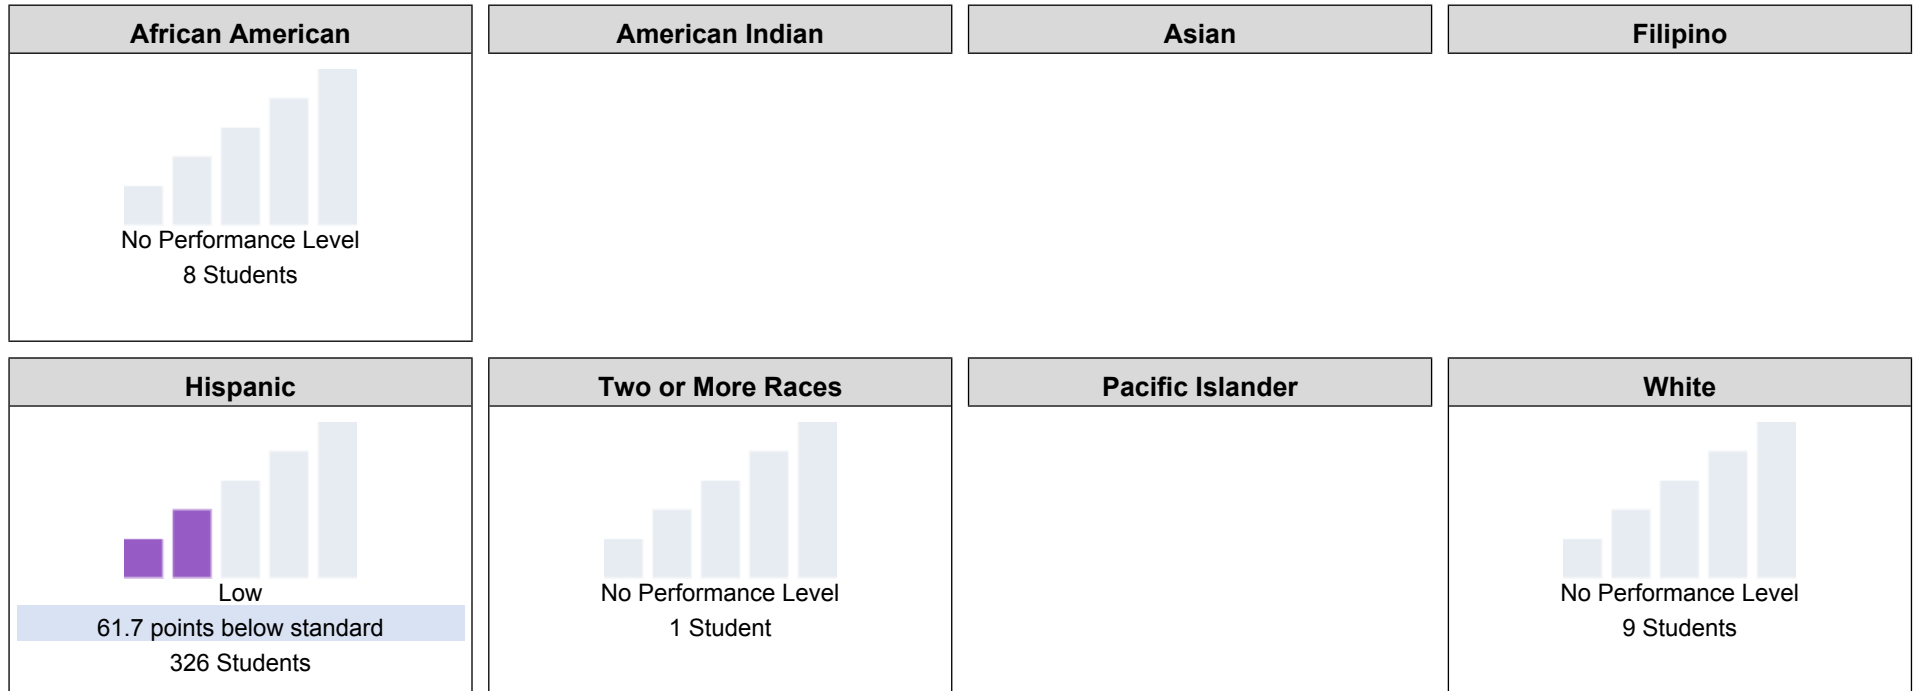 African American
American Indian
Asian
Filipino
No Performance Level
8 Students
Hispanic
Two or More Races
Pacific Islander
White
Low
61.7 points below standard
326 Students
No Performance Level
1 Student
No Performance Level
9 Students